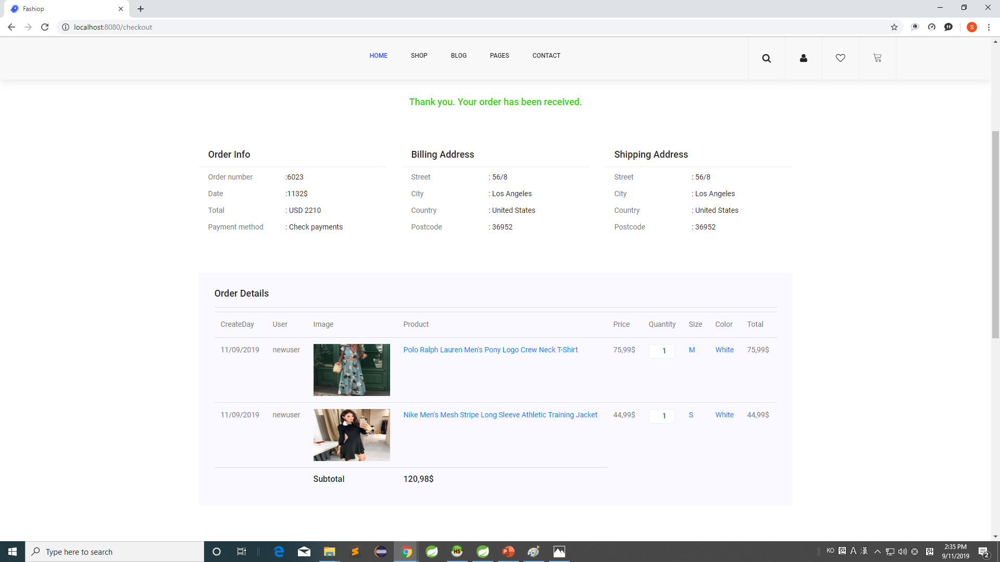 Fashiop
localhost:8080/checkout
S
HOME SHOP BLOG PAGES CONTACT
Thank you. Your order has been received.
Order Info
Order number :6023
Date :1132$
Total : USD 2210
Payment method : Check payments
Billing Address
Street : 56/8
City : Los Angeles
Country : United States
Postcode : 36952
Shipping Address
Street : 56/8
City : Los Angeles
Country : United States
Postcode : 36952
Order Details
CreateDay User Image Product Price Quantity Size Color Total
11/09/2019 newuser Polo Ralph Lauren Men's Pony Logo Crew Neck T-Shirt 75,99$ 1 M White 75,99$
11/09/2019 newuser Nike Men's Mesh Stripe Long Sleeve Athletic Training Jacket 44,99$ 1 S White 44,99$
Subtotal 120,98$
Type here to search
HS
KO 한 A 漢 한
2:35 PM
9/11/2019
2